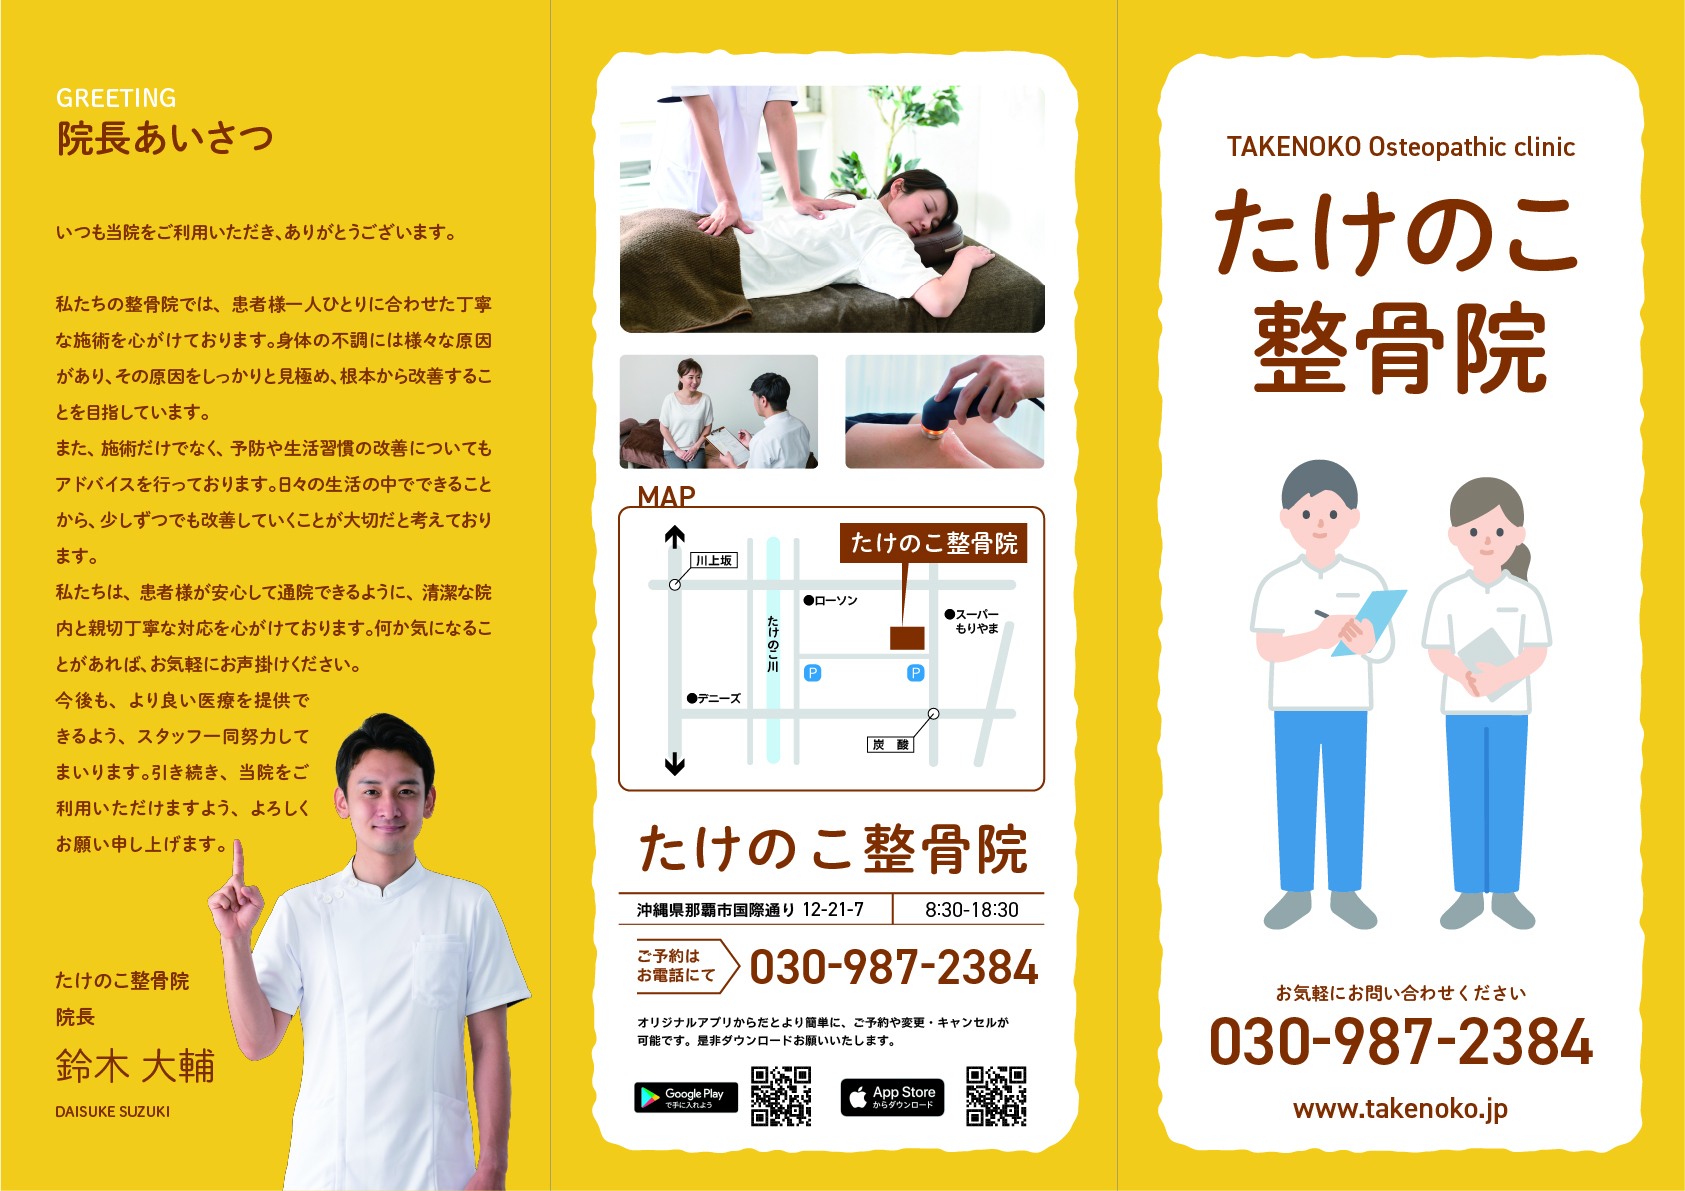 GREETING
院長あいさつ
いつも当院をご利用いただき、ありがとうございます。
私たちの整骨院では、患者様一人ひとりに合わせた丁寧
な施術を心がけております。身体の不調には様々な原因
があり、その原因をしっかりと見極め、根本から改善するこ
とを目指しています。
また、施術だけでなく、予防や生活習慣の改善についても
アドバイスを行っております。日々の生活の中でできること
から、少しずつでも改善していくことが大切だと考えており
ます。
私たちは、患者様が安心して通院できるように、清潔な院
内と親切丁寧な対応を心がけております。何か気になるこ
とがあれば、お気軽にお声掛けください。
今後も、より良い医療を提供で
きるよう、スタッフ一同努力して
まいります。引き続き、当院をご
利用いただけますよう、よろしく
お願い申し上げます。
たけのこ整骨院
院長
鈴木 大輔
DAISUKE SUZUKI
MAP
たけのこ整骨院
川上坂
●ローソン
●スーパー
もりやま
たけのこ川
P
P
●デニーズ
炭 酸
たけのこ整骨院
沖縄県那覇市国際通り 12-21-7
8:30-18:30
ご予約は
お電話にて
030-987-2384
オリジナルアプリからだとより簡単に、ご予約や変更・キャンセルが
可能です。是非ダウンロードお願いいたします。
Google Play
で手に入れよう
App Store
からダウンロード
TAKENOKO Osteopathic clinic
たけのこ
整骨院
お気軽にお問い合わせください
030-987-2384
www.takenoko.jp